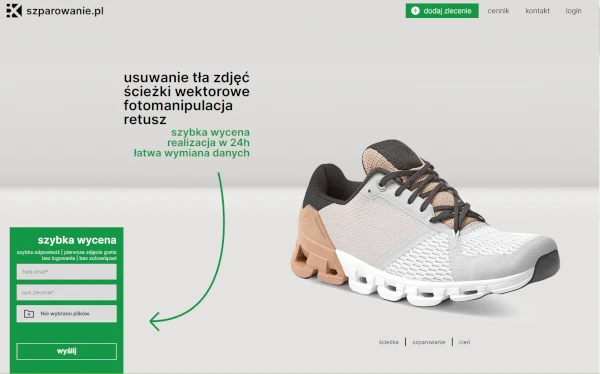 szparowanie.pl
dodaj zlecenie
cennik
kontakt
login
usuwanie tła zdjęć
ścieżki wektorowe
fotomanipulacja
retusz
szybka wycena
realizacja w 24h
łatwa wymiana danych
szybka wycena
szybka odpowiedź | pierwsze zdjęcie gratis
bez logowania | bez zobowiązań
Twój email*
opis zlecenia*
Nie wybrano plików.
wyślij
ścieżka | szparowanie | cień